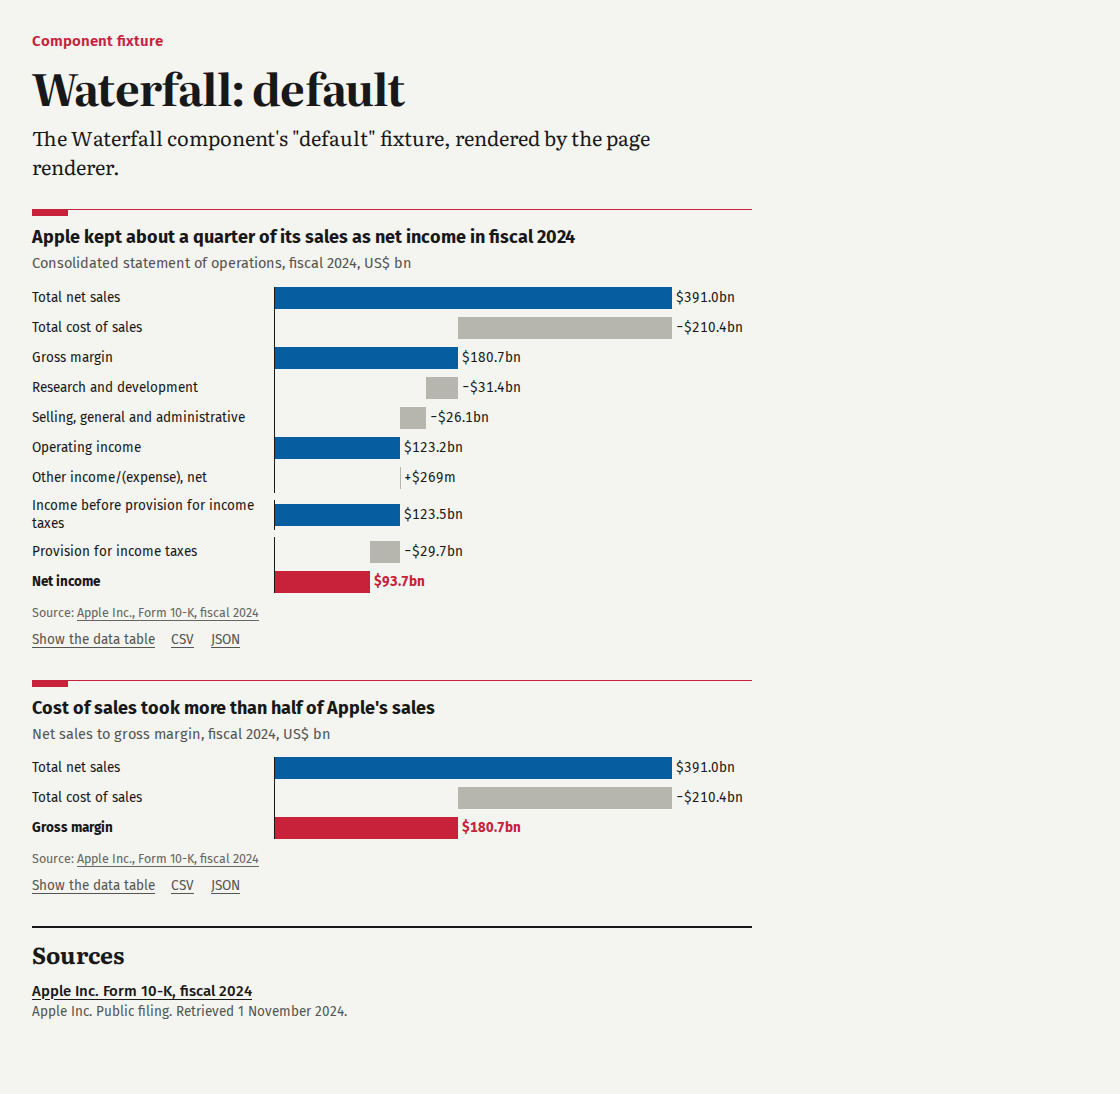 Component fixture
Waterfall: default
The Waterfall component's "default" fixture, rendered by the page
renderer.
Apple kept about a quarter of its sales as net income in fiscal 2024
Consolidated statement of operations, fiscal 2024, US$ bn
Total net sales $391.0bn
Total cost of sales −$210.4bn
Gross margin $180.7bn
Research and development −$31.4bn
Selling, general and administrative −$26.1bn
Operating income $123.2bn
Other income/(expense), net +$269m
Income before provision for income
taxes $123.5bn
Provision for income taxes −$29.7bn
Net income $93.7bn
Source: Apple Inc., Form 10-K, fiscal 2024
Show the data table CSV JSON
Cost of sales took more than half of Apple's sales
Net sales to gross margin, fiscal 2024, US$ bn
Total net sales $391.0bn
Total cost of sales −$210.4bn
Gross margin $180.7bn
Source: Apple Inc., Form 10-K, fiscal 2024
Show the data table CSV JSON
Sources
Apple Inc. Form 10-K, fiscal 2024
Apple Inc. Public filing. Retrieved 1 November 2024.